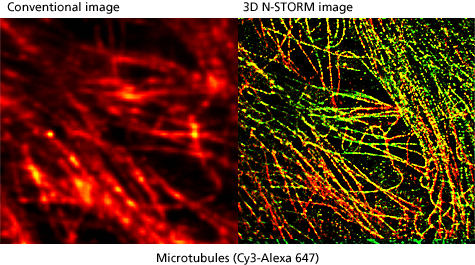 Conventional image
3D N-STORM image
Microtubules (Cy3-Alexa 647)